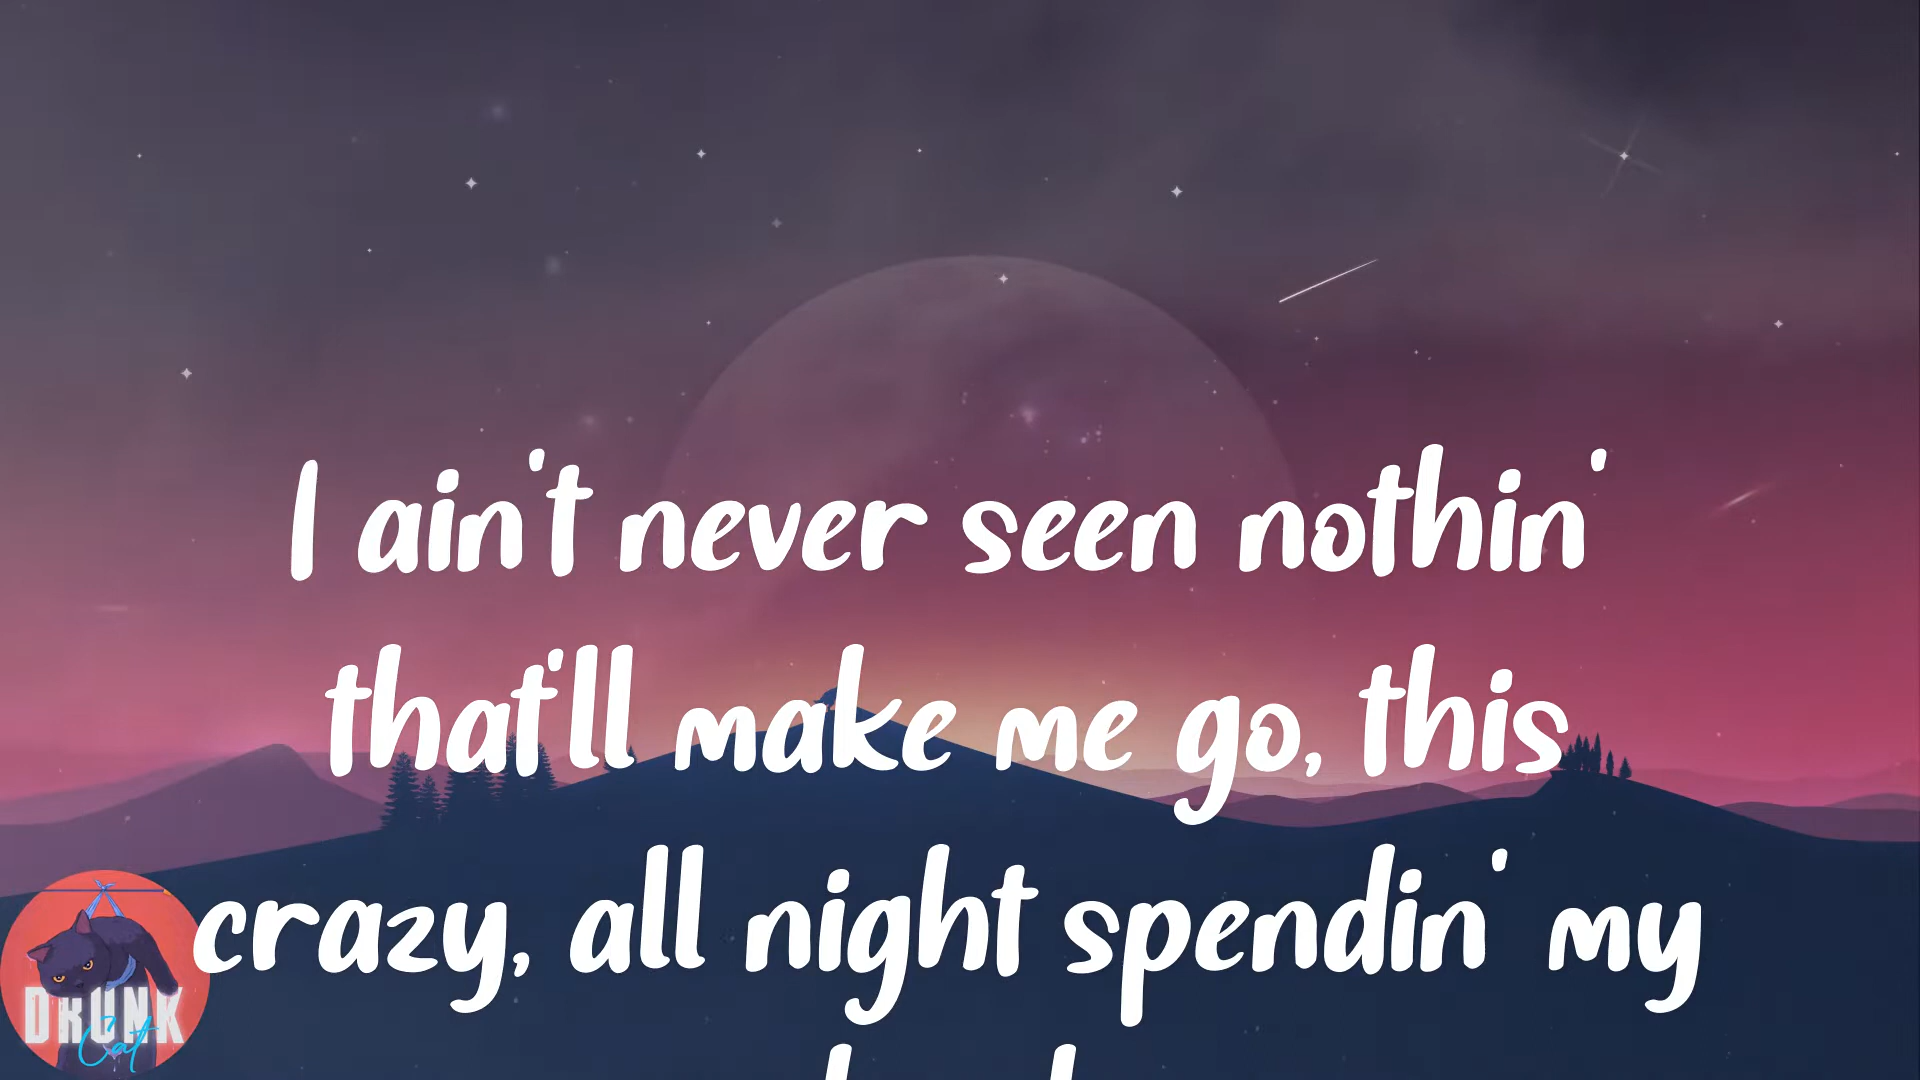 I ain't never seen nothin'
that'll make me go, this
crazy, all night spendin' my
DRUNK
Cat